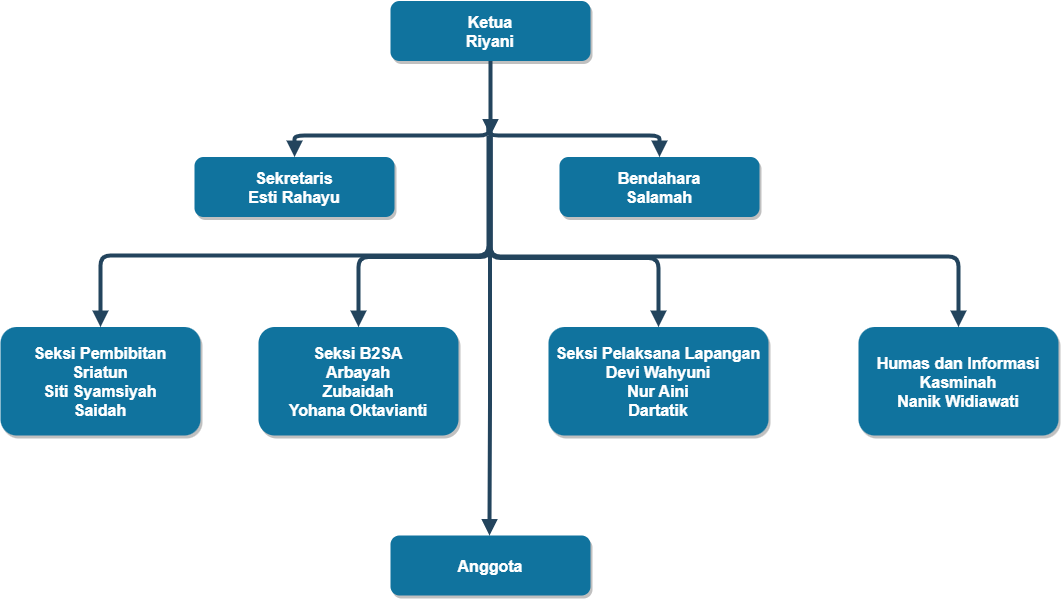 Ketua
Riyani
Sekretaris
Esti Rahayu
Bendahara
Salamah
Seksi Pembibitan
Sriatun
Siti Syamsiyah
Saidah
Seksi B2SA
Arbayah
Zubaidah
Yohana Oktavianti
Seksi Pelaksana Lapangan
Devi Wahyuni
Nur Aini
Dartatik
Humas dan Informasi
Kasminah
Nanik Widiawati
Anggota